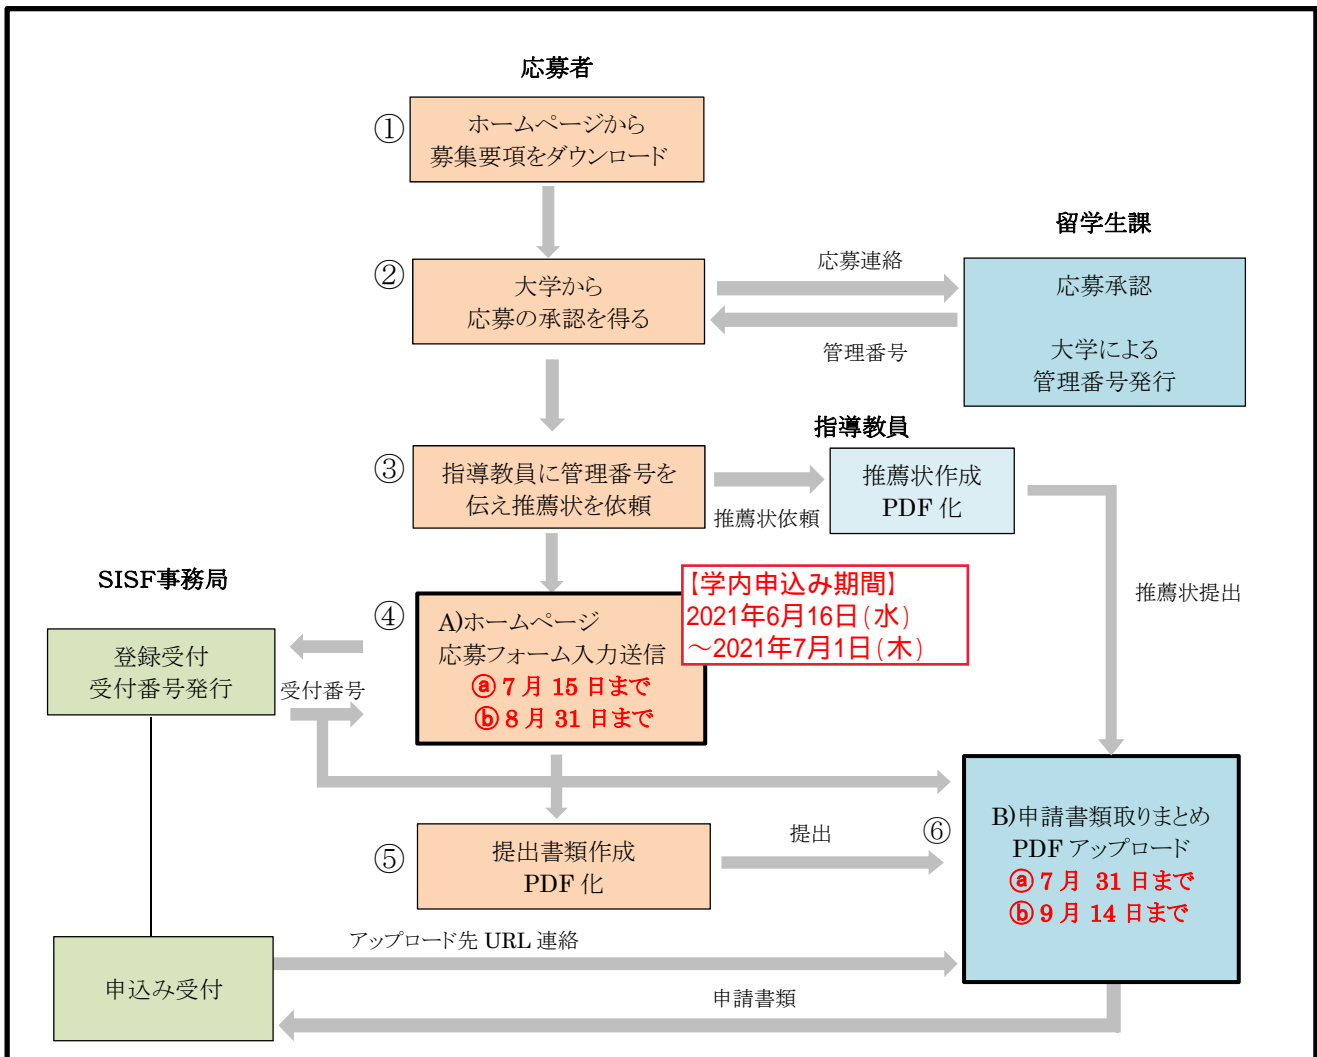 応募者
①
ホームページから
募集要項をダウンロード
留学生課
②
大学から
応募の承認を得る
応募連絡
管理番号
応募承認
大学による
管理番号発行
指導教員
③
指導教員に管理番号を
伝え推薦状を依頼
推薦状依頼
推薦状作成
PDF 化
推薦状提出
SISF事務局
④
A)ホームページ
応募フォーム入力送信
ⓐ 7 月 15 日まで
ⓑ 8 月 31 日まで
【学内申込み期間】
2021年6月16日(水)
～2021年7月1日(木)
登録受付
受付番号発行
受付番号
⑤
提出書類作成
PDF 化
提出
⑥
B)申請書類取りまとめ
PDF アップロード
ⓐ 7 月 31 日まで
ⓑ 9 月 14 日まで
アップロード先 URL 連絡
申込み受付
申請書類